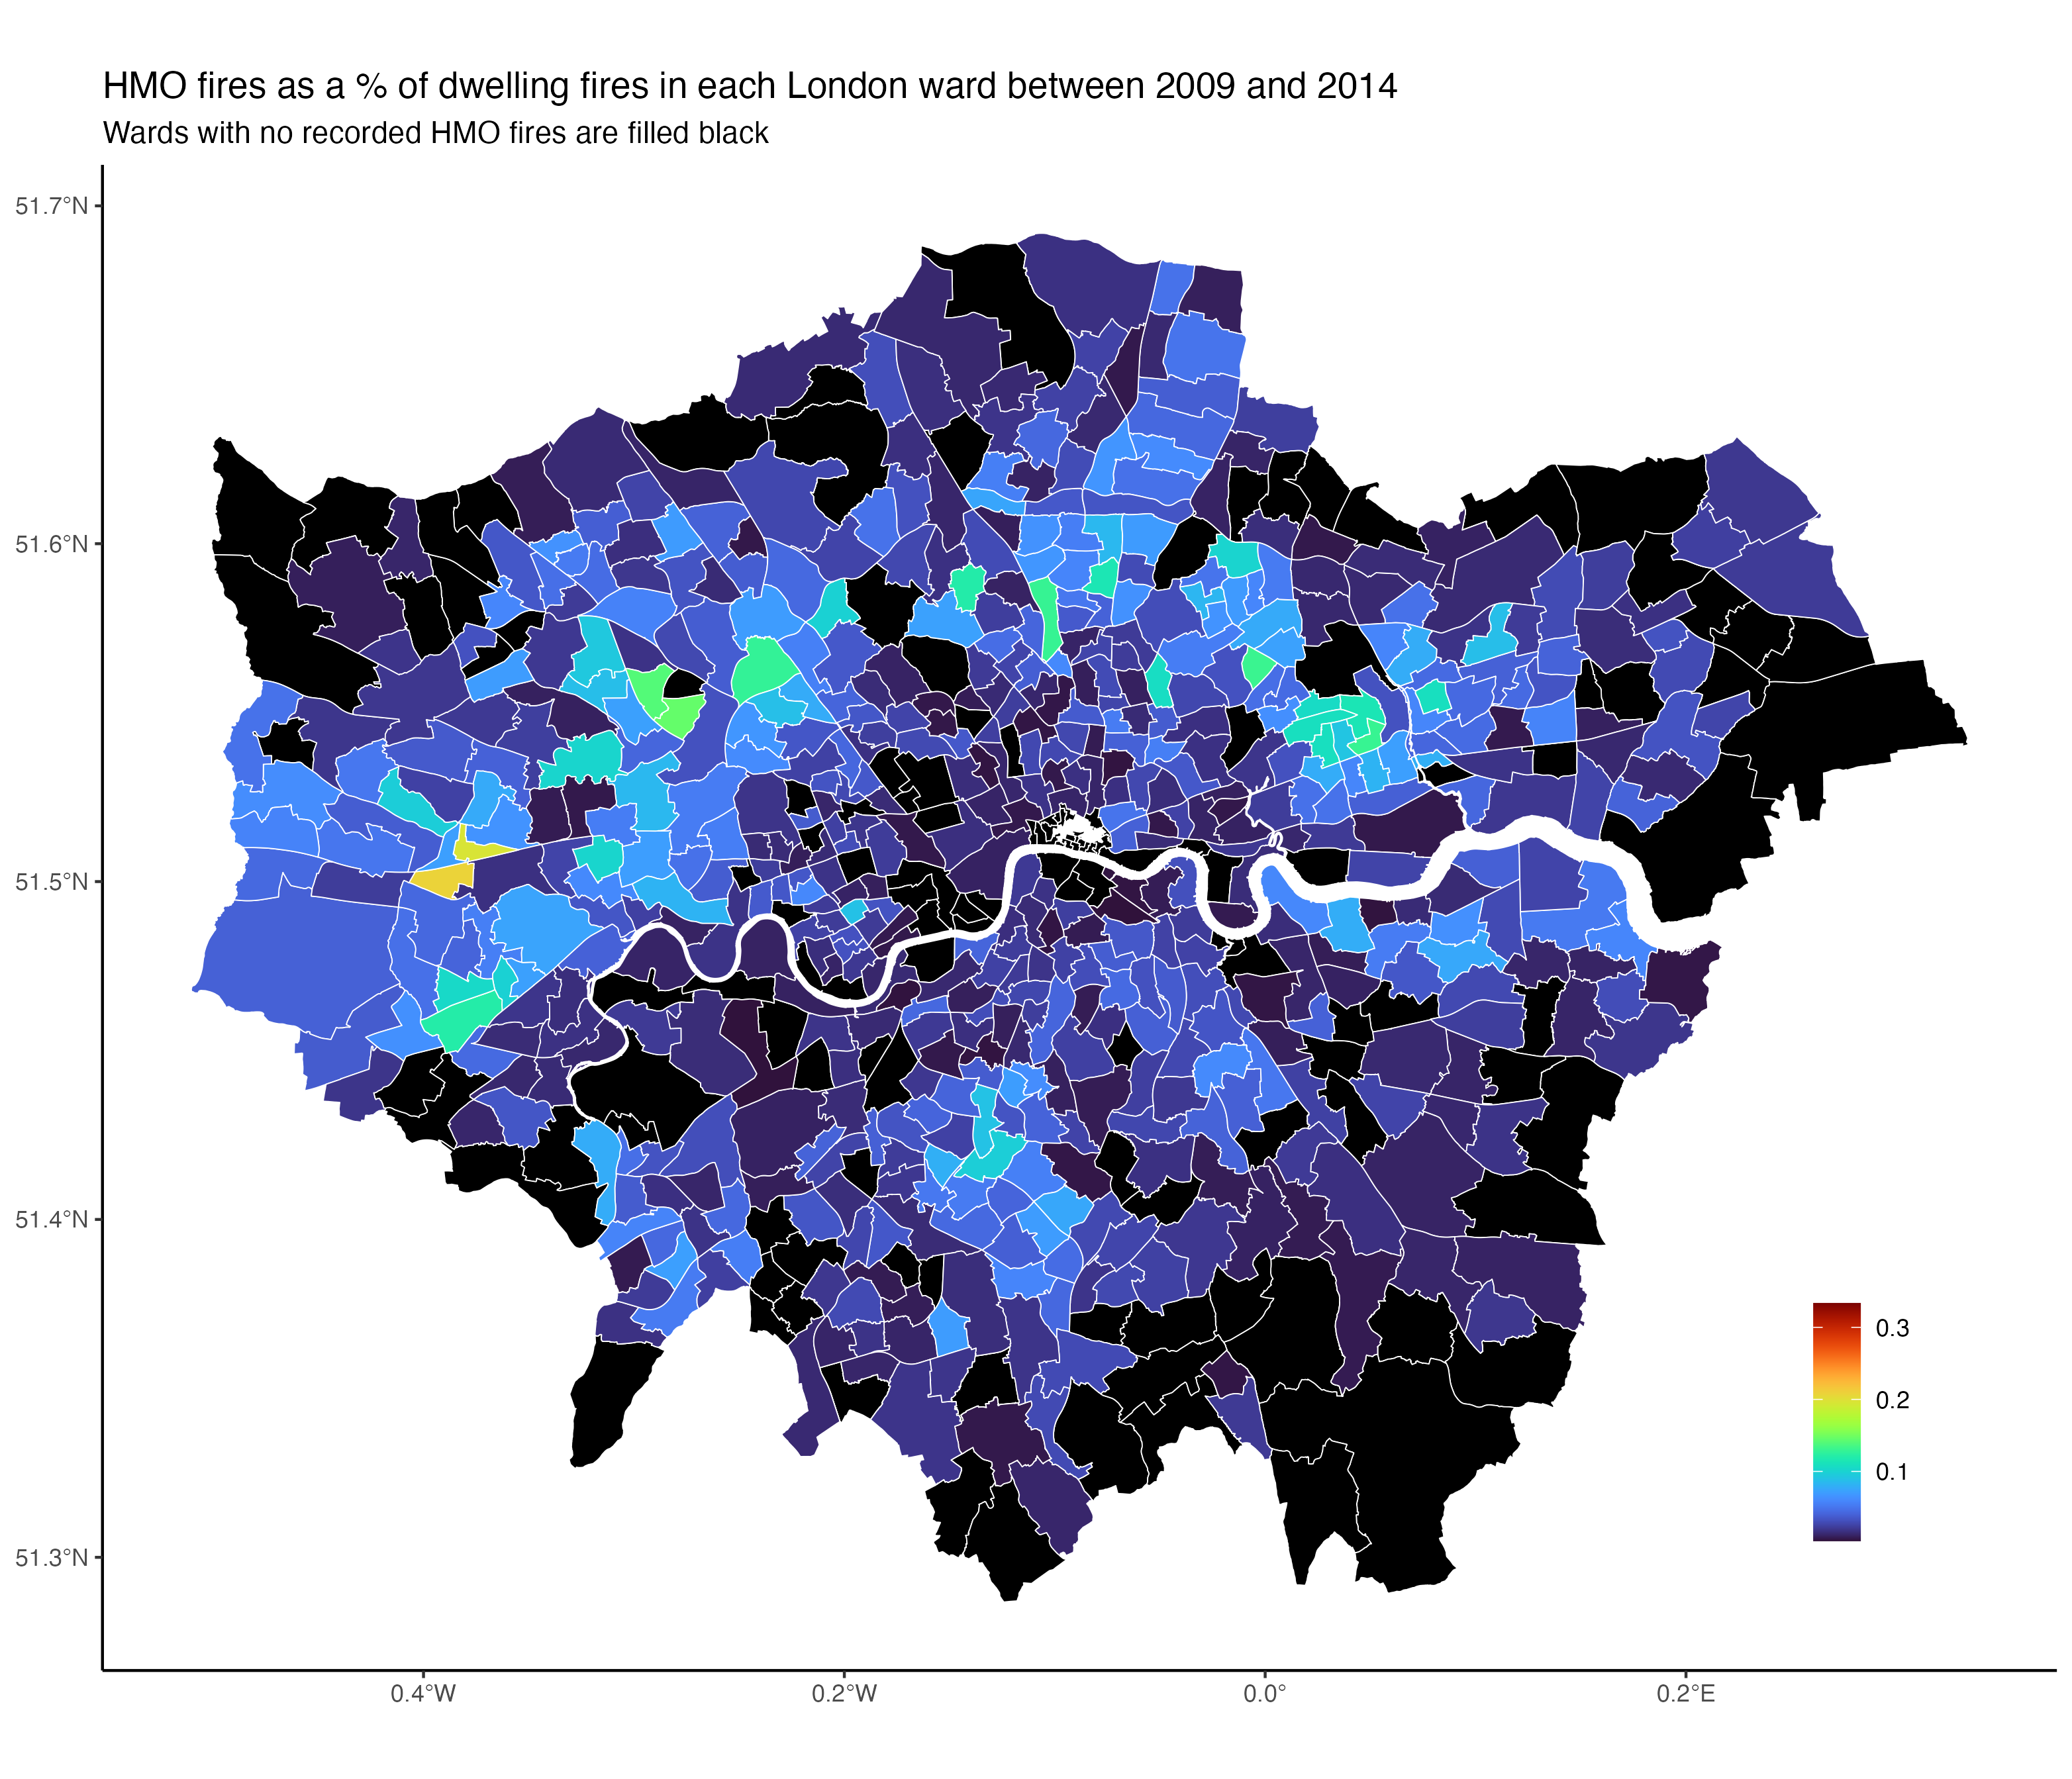 HMO fires as a % of dwelling fires in each London ward between 2009 and 2014
Wards with no recorded HMO fires are filled black
51.7°N
51.6°N
51.5°N
51.4°N
51.3°N
0.3
0.2
0.1
0.4°W
0.2°W
0.0°
0.2°E